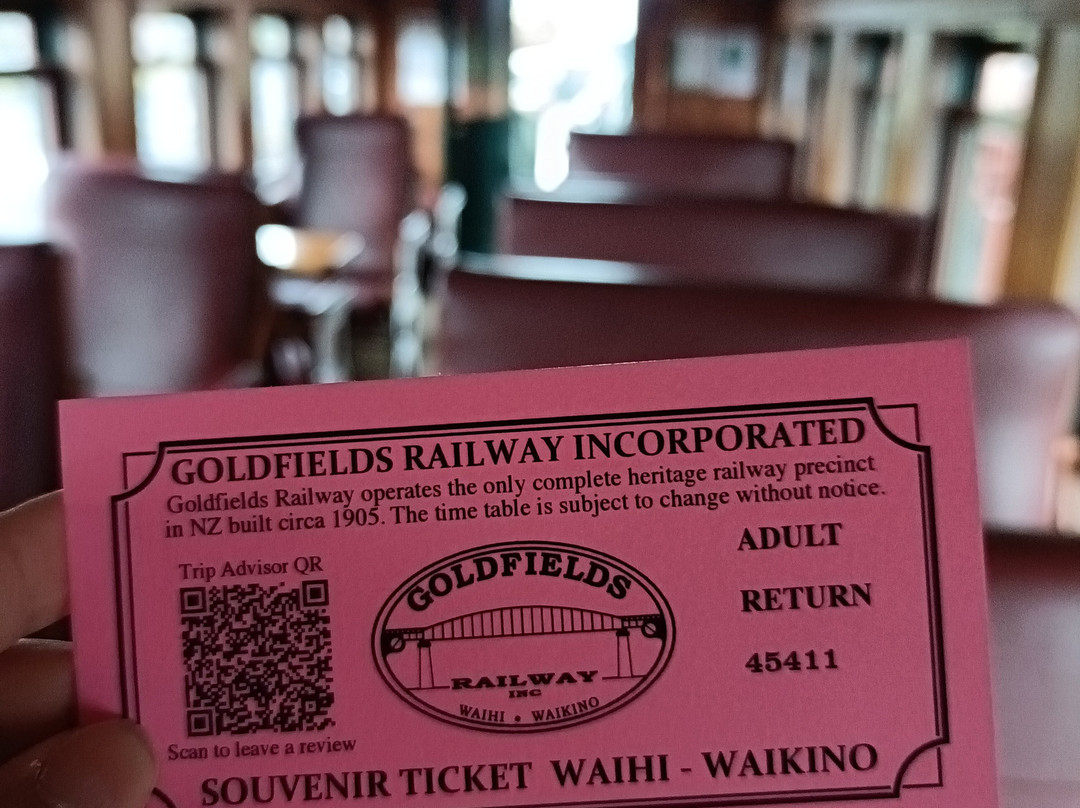 GOLDFIELDS RAILWAY INCORPORATED
Goldfields Railway operates the only complete heritage railway precinct
in NZ built circa 1905. The time table is subject to change without notice.
Trip Advisor QR
Scan to leave a review
GOLDFIELDS
RAILWAY
INC
WAIHI • WAIKINO
ADULT
RETURN
45411
SOUVENIR TICKET WAIHI - WAIKINO